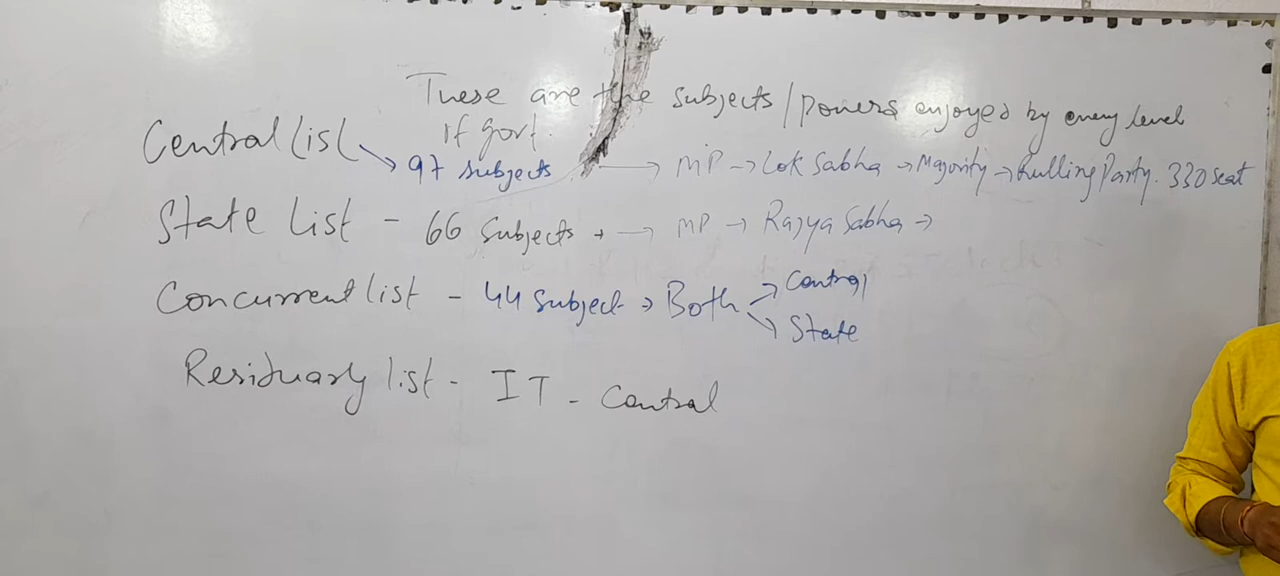 These are the subjects/powers enjoyed by every level
If govt.
Central list → 97 subjects → MP → Lok Sabha → Majority → Rulling Party. 330 seat
State list - 66 subjects → → MP → Rajya Sabha →
Concurrent list - 44 Subject → Both → Central
→ State
Residuary list - IT - Central